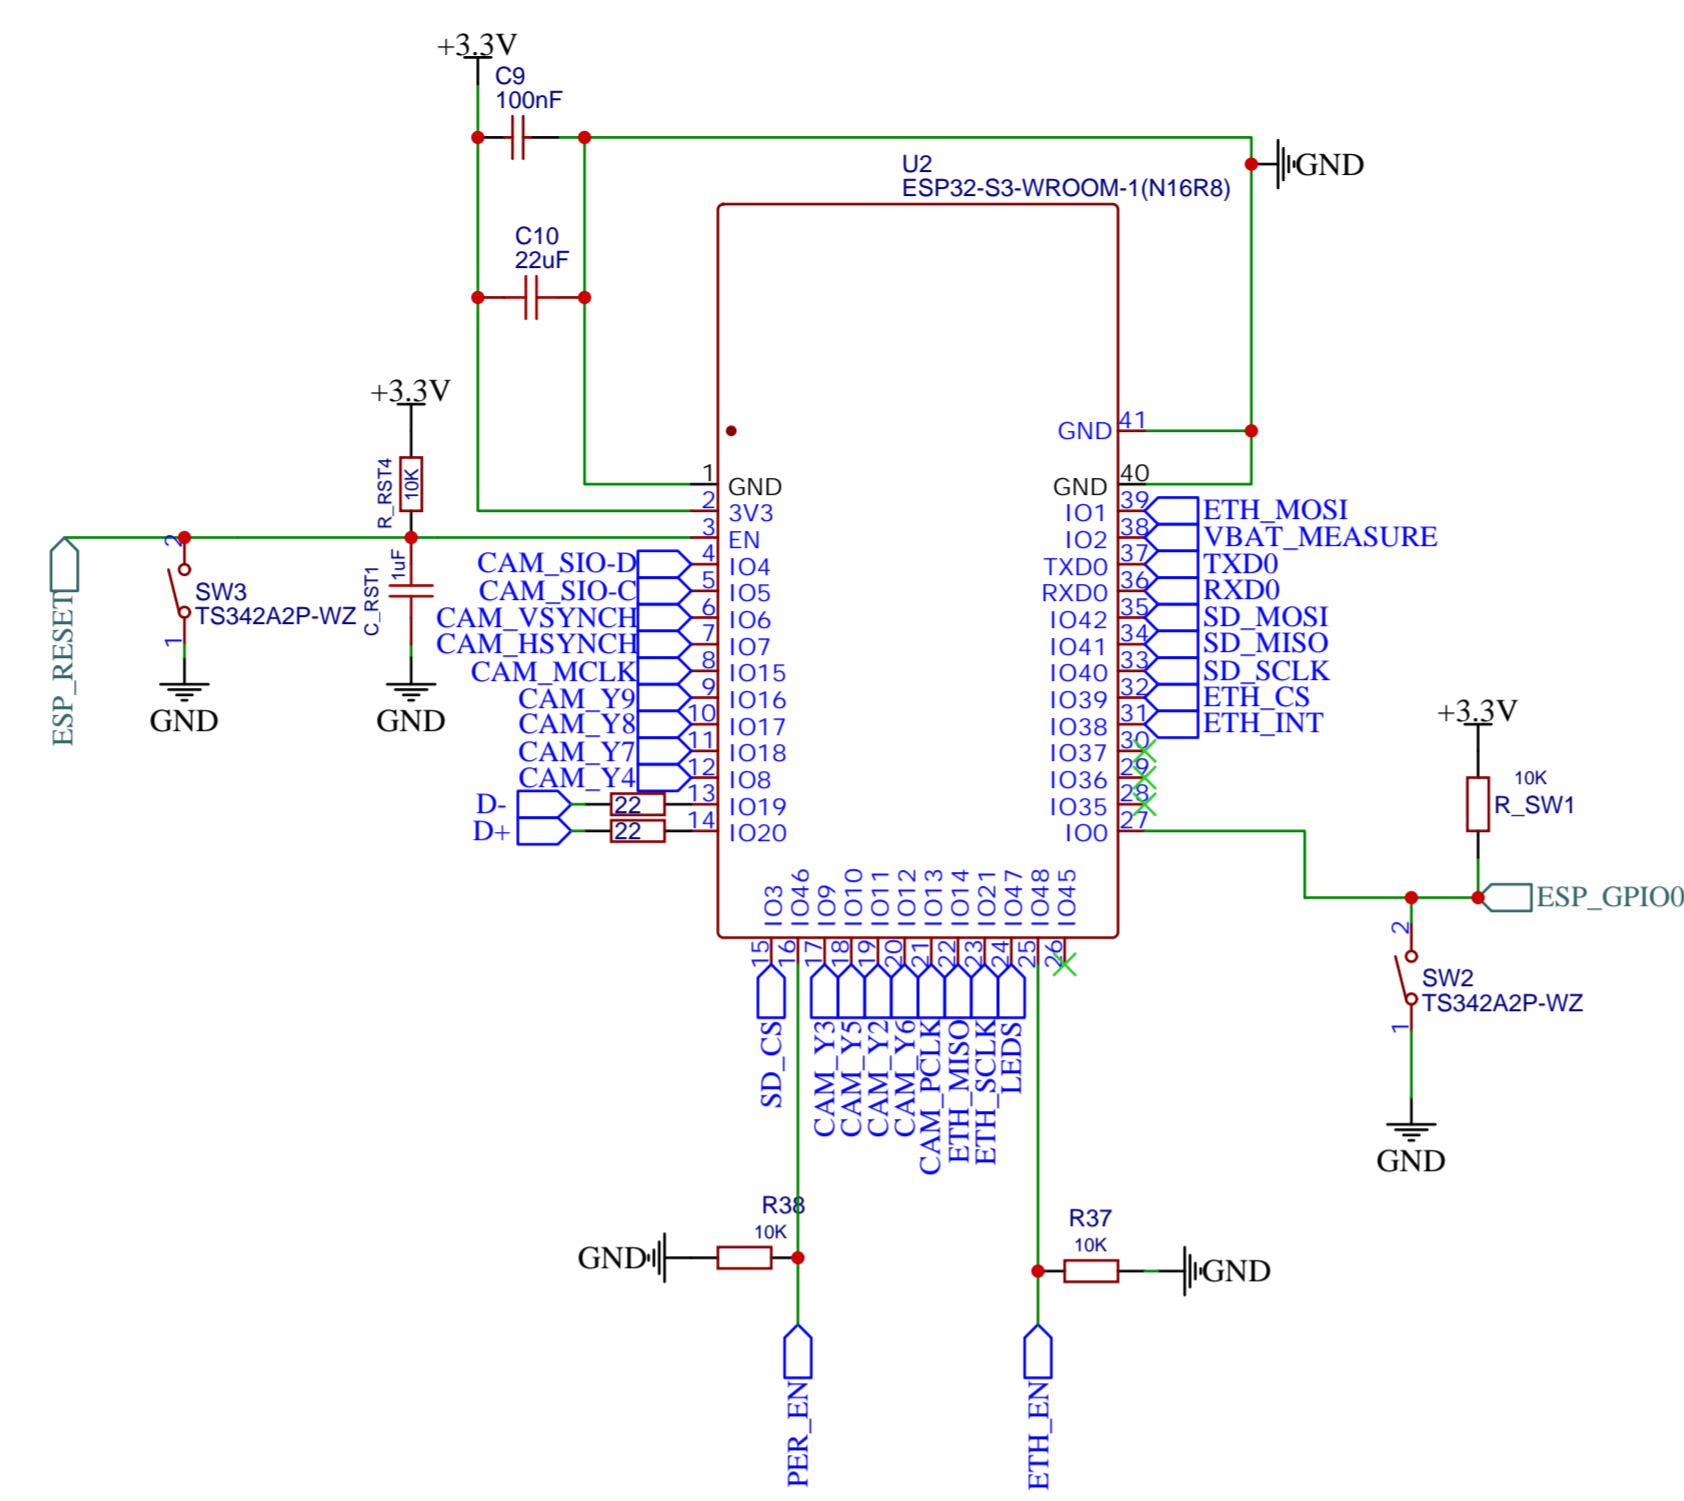 +3.3V
C9
100nF
GND
U2
ESP32-S3-WROOM-1(N16R8)
C10
22uF
+3.3V
R_RST4
10K
ESP_RESET
2
SW3
TS342A2P-WZ
1
GND
C_RST1
1uF
GND
1
GND
2
3V3
3
EN
CAM_SIO-D
4
IO4
CAM_SIO-C
5
IO5
CAM_VSYNCH
6
IO6
CAM_HSYNCH
7
IO7
CAM_MCLK
8
IO15
CAM_Y9
9
IO16
CAM_Y8
10
IO17
CAM_Y7
11
IO18
CAM_Y4
12
IO8
D-
22
13
IO19
D+
22
14
IO20
GND
41
GND
40
IO1
39
ETH_MOSI
IO2
38
VBAT_MEASURE
TXD0
37
TXD0
RXD0
36
RXD0
IO42
35
SD_MOSI
IO41
34
SD_MISO
IO40
33
SD_SCLK
IO39
32
ETH_CS
IO38
31
ETH_INT
IO37
30
IO36
29
IO35
28
IO0
27
+3.3V
10K
R_SW1
ESP_GPIO0
2
SW2
TS342A2P-WZ
1
GND
IO3
15
SD_CS
IO46
16
IO9
17
CAM_Y3
IO10
18
CAM_Y5
IO11
19
CAM_Y2
IO12
20
CAM_Y6
IO13
21
CAM_PCLK
IO14
22
ETH_MISO
IO21
23
ETH_SCLK
IO47
24
LEDS
IO48
25
IO45
26
R38
10K
GND
PER_EN
R37
10K
GND
ETH_EN